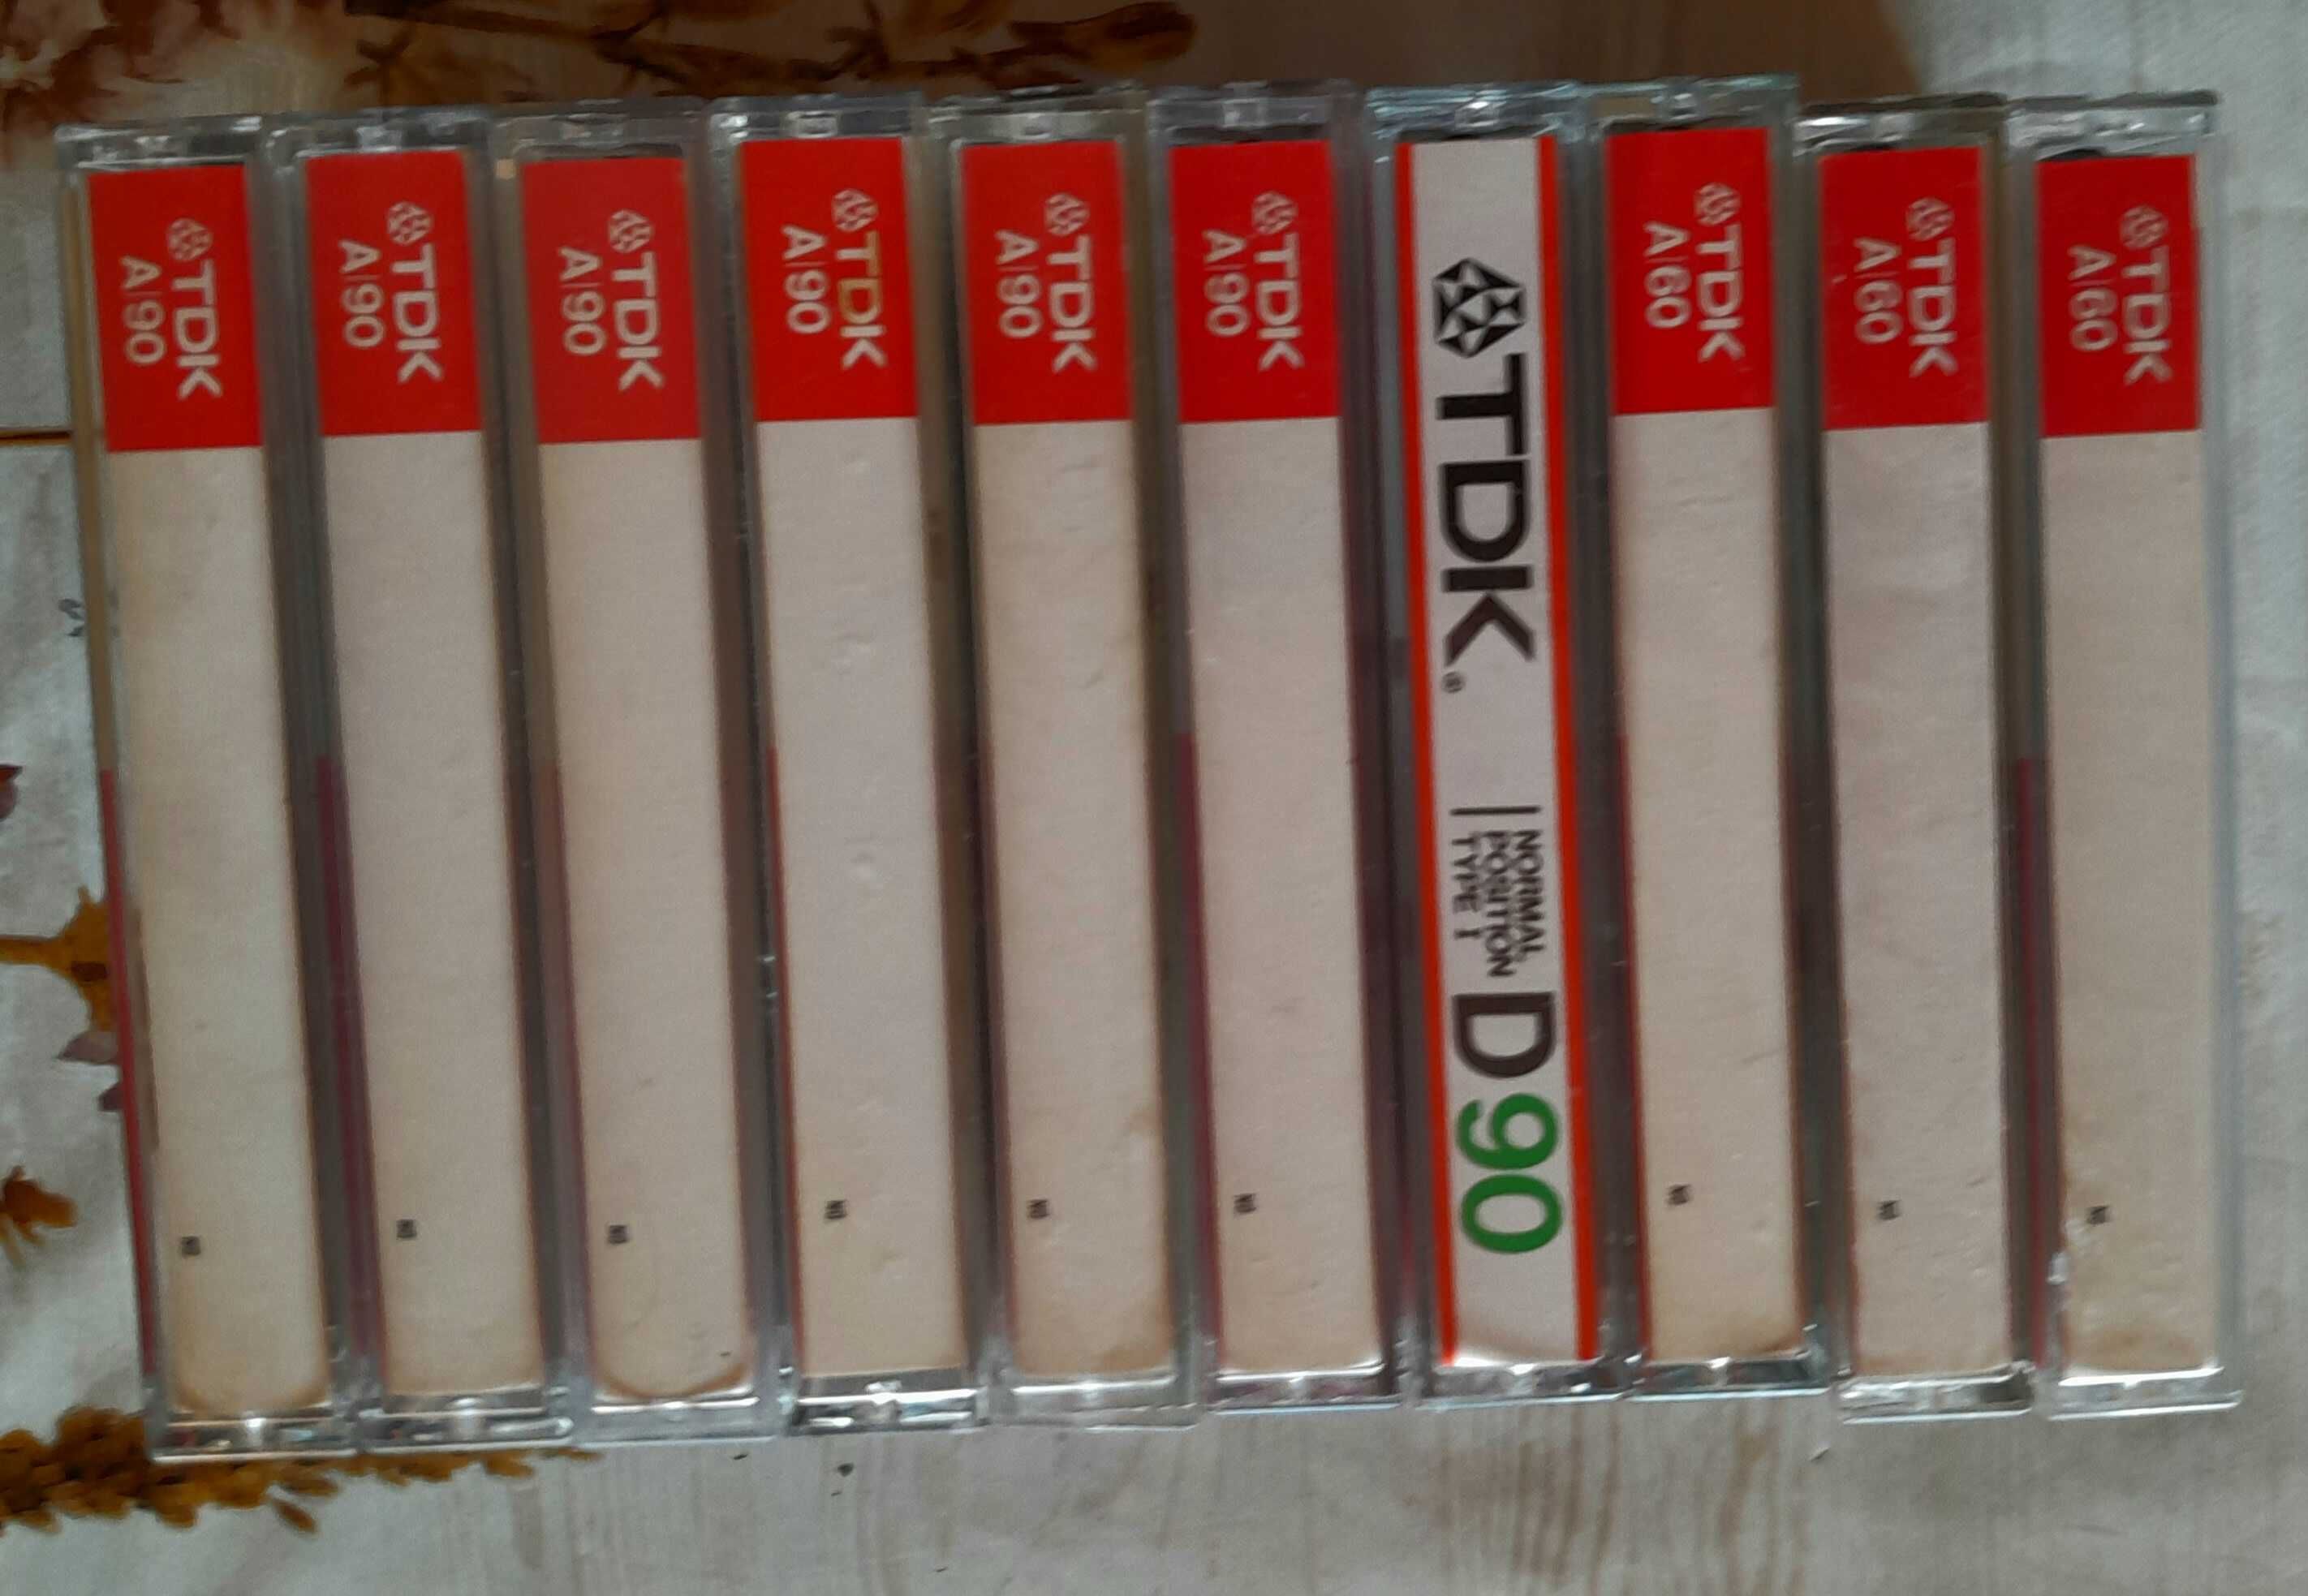 TDK
A/90
TDK
A/90
TDK
A/90
TDK
A/90
TDK
A/90
TDK
A/90
TDK®
NORMAL
POSITION
TYPE I
D 90
TDK
A/60
TDK
A/60
TDK
A/60